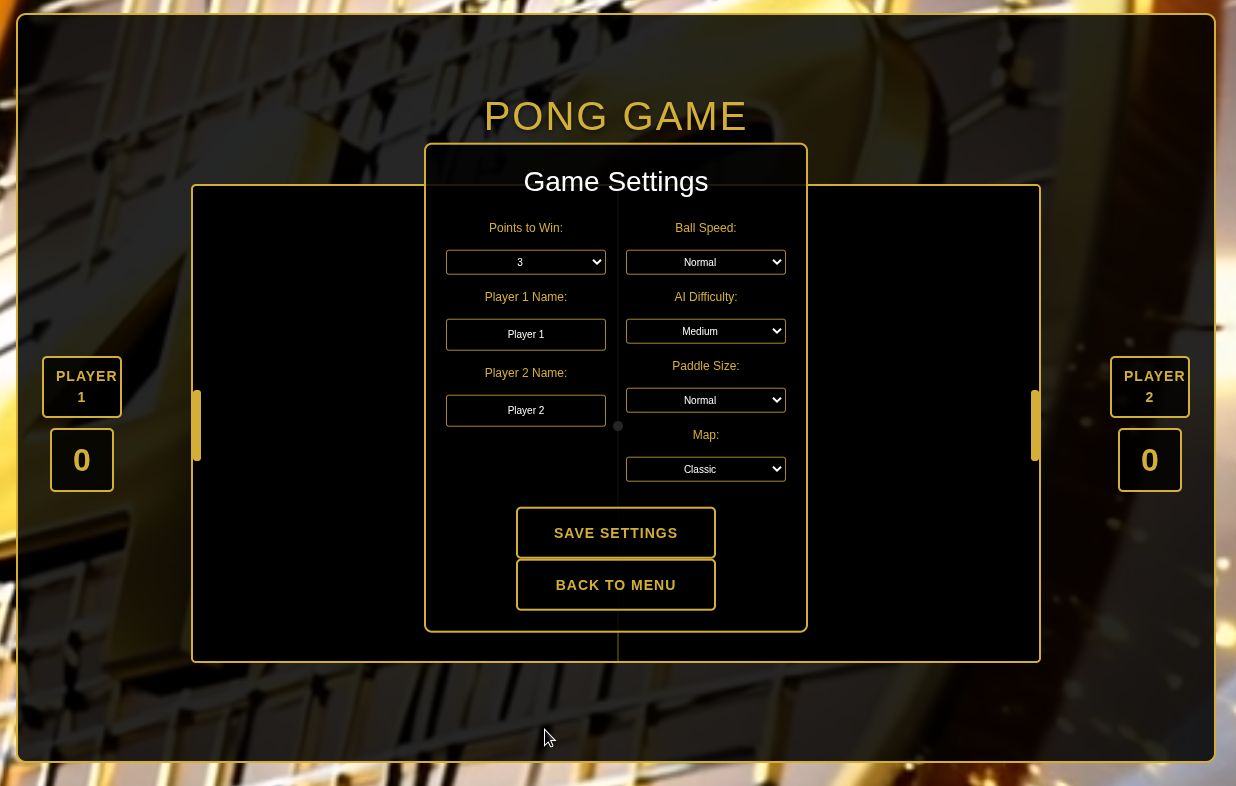 PONG GAME
Game Settings
Points to Win:
3
Player 1 Name:
Player 1
Player 2 Name:
Player 2
Ball Speed:
Normal
AI Difficulty:
Medium
Paddle Size:
Normal
Map:
Classic
SAVE SETTINGS
BACK TO MENU
PLAYER
1
0
PLAYER
2
0